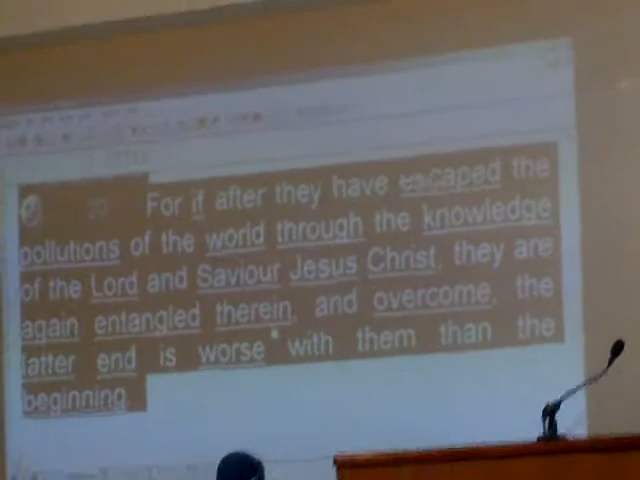 20 For if after they have escaped the
pollutions of the world through the knowledge
of the Lord and Saviour Jesus Christ, they are
again entangled therein, and overcome, the
latter end is worse with them than the
beginning.